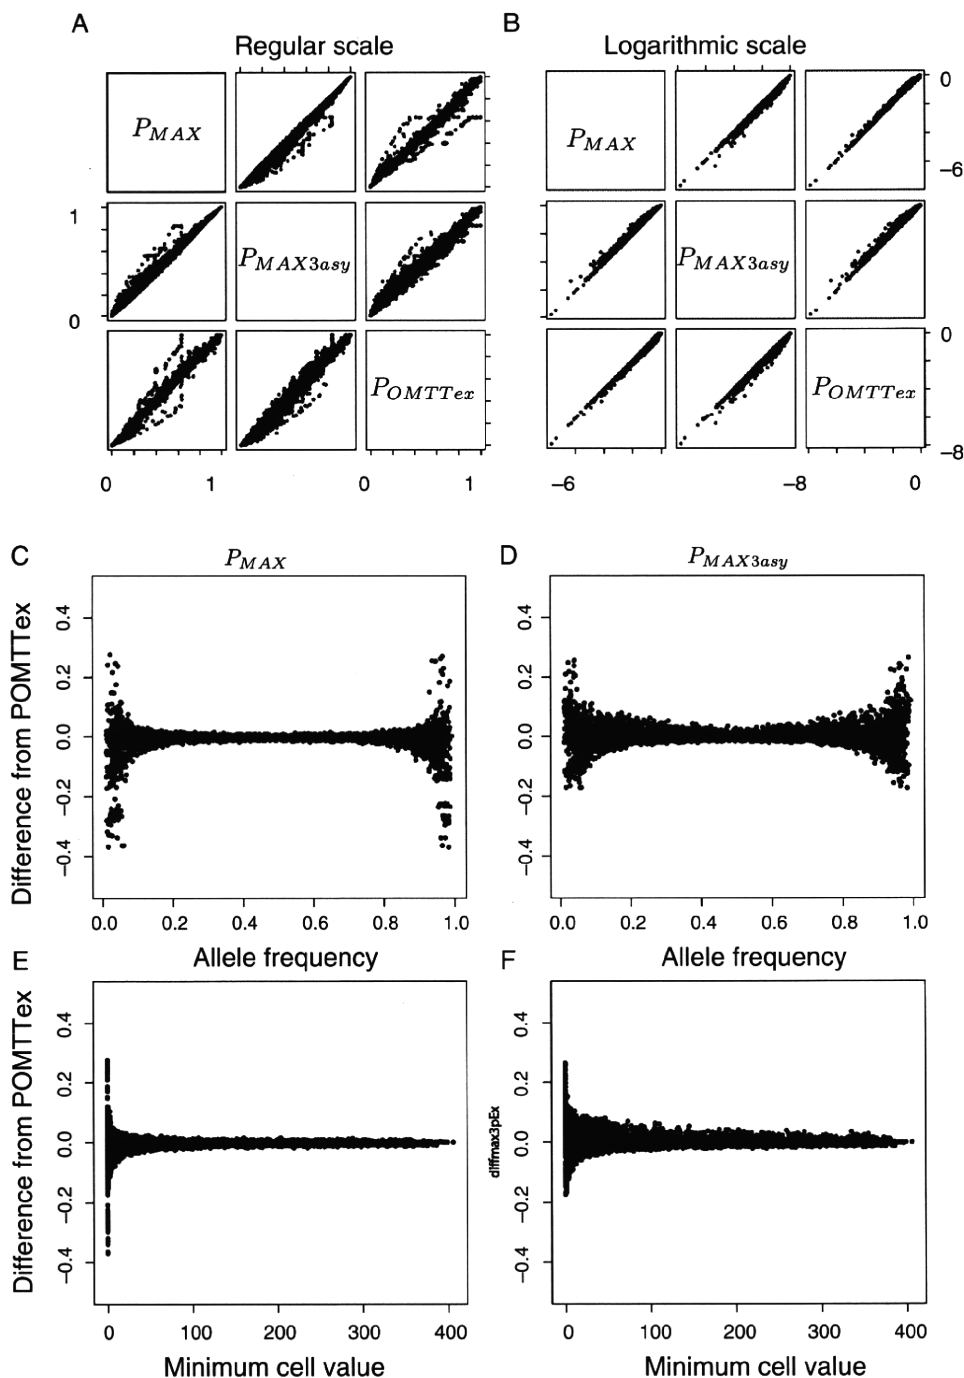 A
Regular scale
B
Logarithmic scale
P_MAX
P_MAX
0
-6
1
0
P_MAX3asy
P_MAX3asy
P_OMTTex
P_OMTTex
0
-8
0 1 0 1
-6 -8 0
C
P_MAX
D
P_MAX3asy
Difference from POMTTex
0.4
0.2
0.0
-0.2
-0.4
0.4
0.2
0.0
-0.2
-0.4
0.0 0.2 0.4 0.6 0.8 1.0
0.0 0.2 0.4 0.6 0.8 1.0
E
Allele frequency
F
Allele frequency
Difference from POMTTex
0.4
0.2
0.0
-0.2
-0.4
diffmax3pEx
0.4
0.2
0.0
-0.2
-0.4
0 100 200 300 400
0 100 200 300 400
Minimum cell value
Minimum cell value